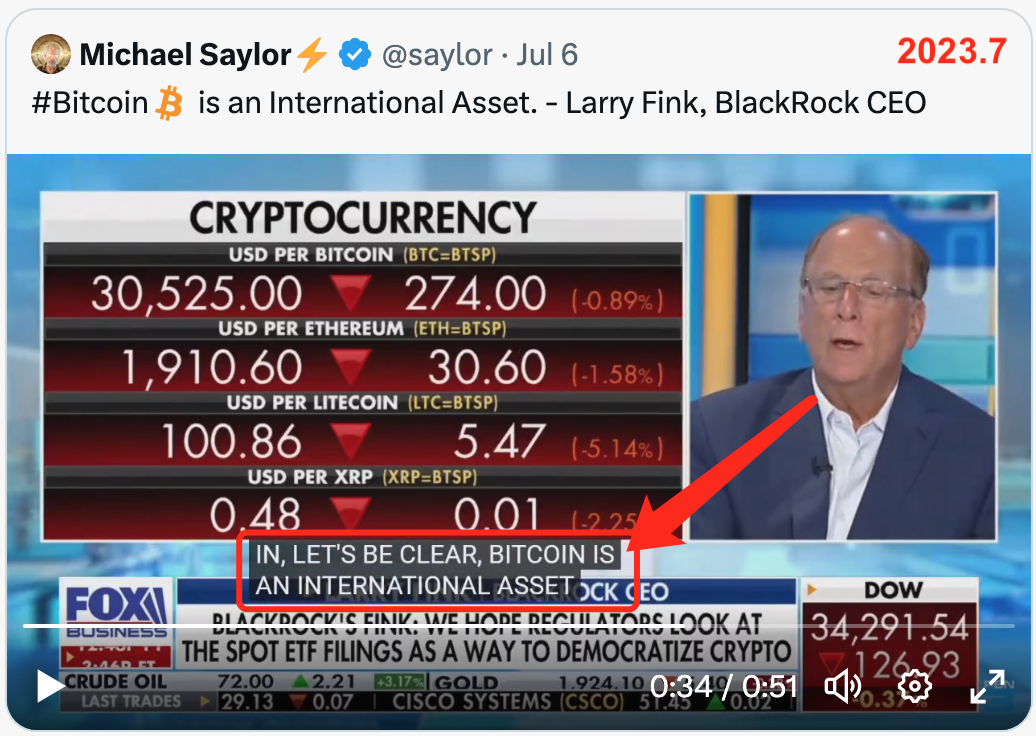 Michael Saylor⚡ @saylor · Jul 6
2023.7
#Bitcoin is an International Asset. - Larry Fink, BlackRock CEO
CRYPTOCURRENCY
USD PER BITCOIN (BTC=BTSP)
30,525.00 ▼ 274.00 (-0.89%)
USD PER ETHEREUM (ETH=BTSP)
1,910.60 ▼ 30.60 (-1.58%)
USD PER LITECOIN (LTC=BTSP)
100.86 ▼ 5.47 (-5.14%)
USD PER XRP (XRP=BTSP)
0.48 ▼ 0.01 (-2.25
IN, LET'S BE CLEAR, BITCOIN IS
AN INTERNATIONAL ASSET
CEO
FOX
BUSINESS
BLACKROCK'S FINK: WE HOPE REGULATORS LOOK AT
THE SPOT ETF FILINGS AS A WAY TO DEMOCRATIZE CRYPTO
DOW
34,291.54
▼ 126.93
CRUDE OIL 72.00 ▲ 2.21 +3.17% GOLD 1,924.10
0:34 / 0:51
LAST TRADES 29.13 ▼ 0.07 CISCO SYSTEMS (CSCO) 51.45 ▲ 0.02